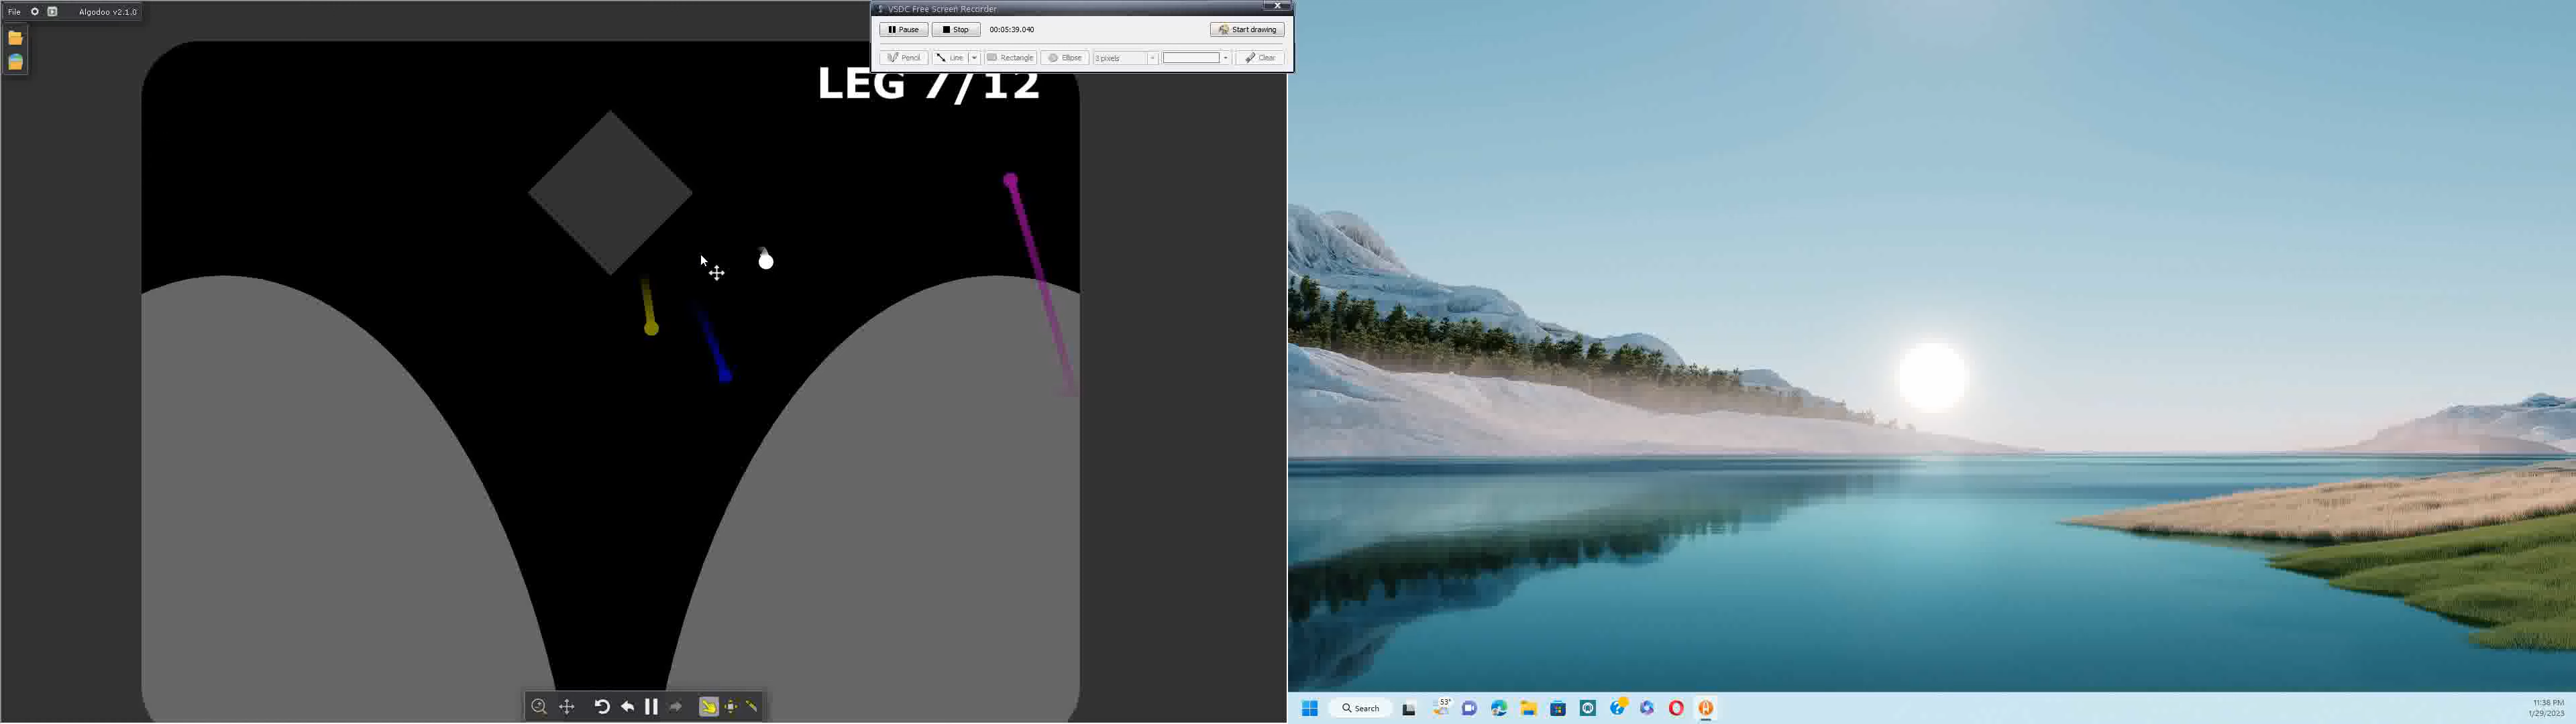 File
Algodoo v2.1.0
VSDC Free Screen Recorder
Pause
Stop
00:05:39.040
Start drawing
Pencil
Line
Rectangle
Ellipse
3 pixels
Clear
LEG 7/12
Search
53°
11:38 PM
1/29/2023